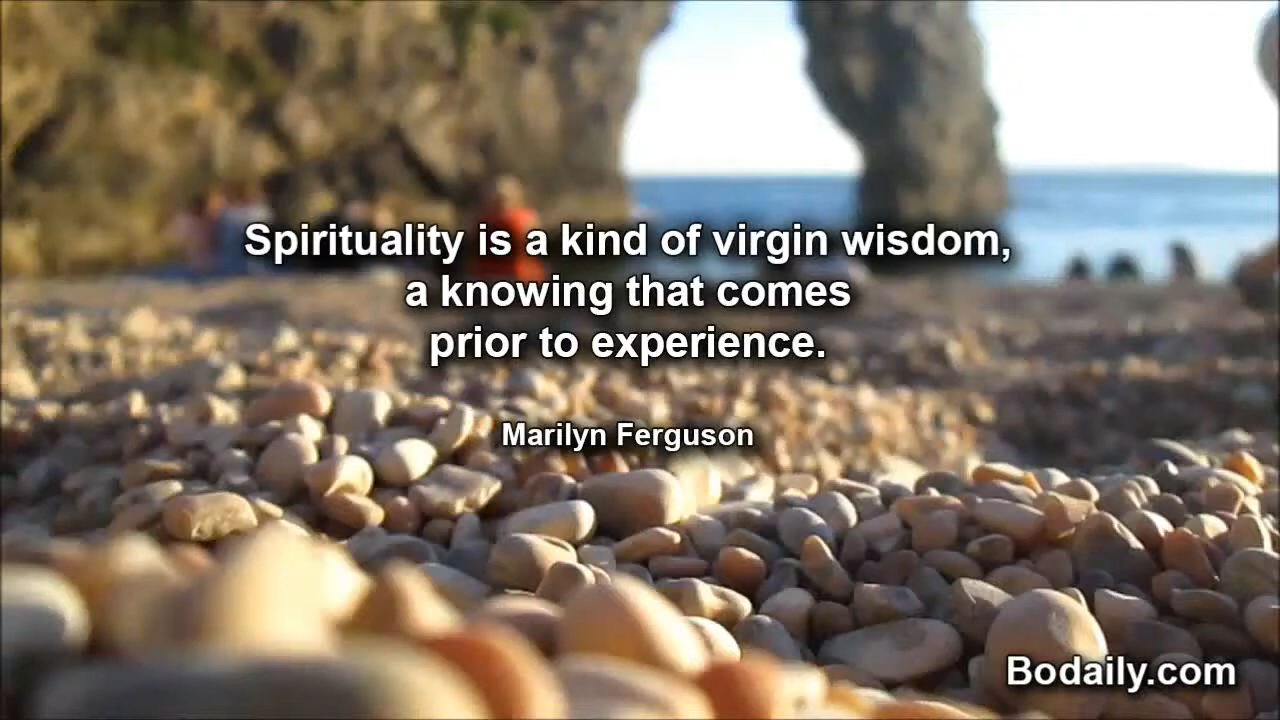 Spirituality is a kind of virgin wisdom,
a knowing that comes
prior to experience.
Marilyn Ferguson
Bodaily.com